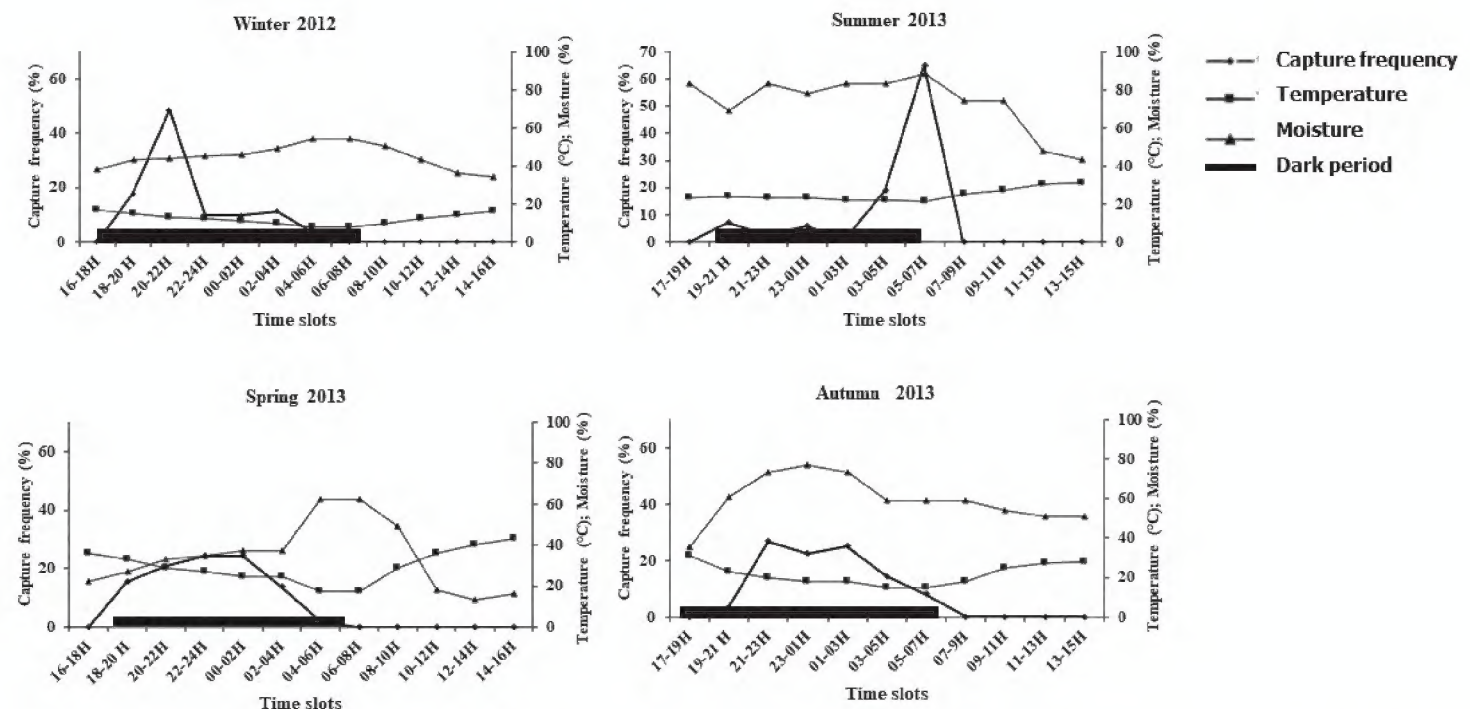 Winter 2012
Capture frequency (%)
60
40
20
0
100
80
60
40
20
0
Temperature (°C); Mosture (%)
16-18H
18-20 H
20-22H
22-24H
00-02H
02-04H
04-06H
06-08H
08-10H
10-12H
12-14H
14-16H
Time slots
Summer 2013
Capture frequency (%)
70
60
50
40
30
20
10
0
100
80
60
40
20
0
Temperature (°C); Moisture (%)
17-19H
19-21H
21-23H
23-01H
01-03H
03-05H
05-07H
07-09H
09-11H
11-13H
13-15H
Time slots
Capture frequency
Temperature
Moisture
Dark period
Spring 2013
Capture frequency (%)
60
40
20
0
100
80
60
40
20
0
Temperature (°C); Moisture (%)
16-18H
18-20 H
20-22H
22-24H
00-02H
02-04H
04-06H
06-08H
08-10H
10-12H
12-14H
14-16H
Time slots
Autumn 2013
Capture frequency (%)
60
40
20
0
100
80
60
40
20
0
Temperature (°C); Moisture (%)
17-19H
19-21 H
21-23H
23-01H
01-03H
03-05H
05-07H
07-9H
09-11H
11-13H
13-15H
Time slots